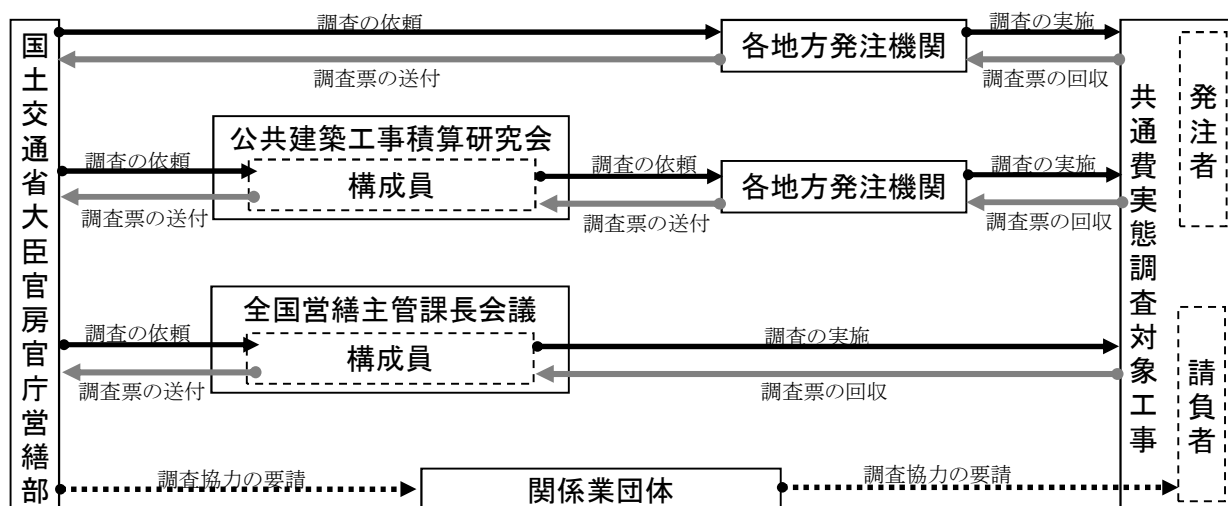 国土交通省大臣官房官庁営繕部
調査の依頼
調査票の送付
各地方発注機関
調査の実施
調査票の回収
公共建築工事積算研究会
構成員
調査の依頼
調査票の送付
調査の依頼
調査票の送付
各地方発注機関
調査の実施
調査票の回収
全国営繕主管課長会議
構成員
調査の依頼
調査票の送付
調査の実施
調査票の回収
調査協力の要請
関係業団体
調査協力の要請
共通費実態調査対象工事
発注者
請負者